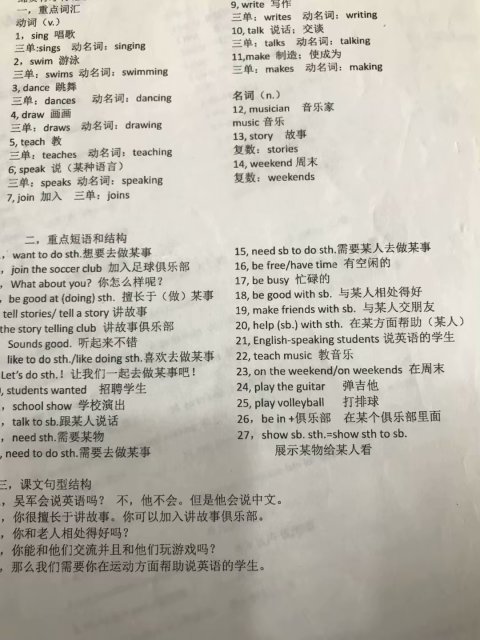 一，重点词汇
动词（v.）
1，sing 唱歌
三单:sings 动名词：singing
2，swim 游泳
三单：swims 动名词：swimming
3, dance 跳舞
三单：dances 动名词：dancing
4, draw 画画
三单：draws 动名词：drawing
5, teach 教
三单：teaches 动名词：teaching
6, speak 说（某种语言）
三单：speaks 动名词：speaking
7, join 加入 三单：joins
9, write 写作
三单：writes 动名词：writing
10, talk 说话；交谈
三单：talks 动名词：talking
11,make 制造；使成为
三单：makes 动名词：making
名词（n.）
12, musician 音乐家
music 音乐
13, story 故事
复数：stories
14, weekend 周末
复数：weekends
二，重点短语和结构
, want to do sth.想要去做某事
, join the soccer club 加入足球俱乐部
, What about you? 你怎么样呢？
, be good at (doing) sth. 擅长于（做）某事
tell stories/ tell a story 讲故事
the story telling club 讲故事俱乐部
Sounds good. 听起来不错
like to do sth./like doing sth.喜欢去做某事
Let's do sth.！让我们一起去做某事吧！
, students wanted 招聘学生
, school show 学校演出
, talk to sb.跟某人说话
, need sth.需要某物
, need to do sth.需要去做某事
15, need sb to do sth.需要某人去做某事
16, be free/have time 有空闲的
17, be busy 忙碌的
18, be good with sb. 与某人相处得好
19, make friends with sb. 与某人交朋友
20, help (sb.) with sth. 在某方面帮助（某人）
21, English-speaking students 说英语的学生
22, teach music 教音乐
23, on the weekend/on weekends 在周末
24, play the guitar 弹吉他
25, play volleyball 打排球
26，be in +俱乐部 在某个俱乐部里面
27，show sb. sth.=show sth to sb.
展示某物给某人看
三，课文句型结构
，吴军会说英语吗？ 不，他不会。但是他会说中文。
，你很擅长于讲故事。你可以加入讲故事俱乐部。
，你和老人相处得好吗？
，你能和他们交流并且和他们玩游戏吗？
，那么我们需要你在运动方面帮助说英语的学生。